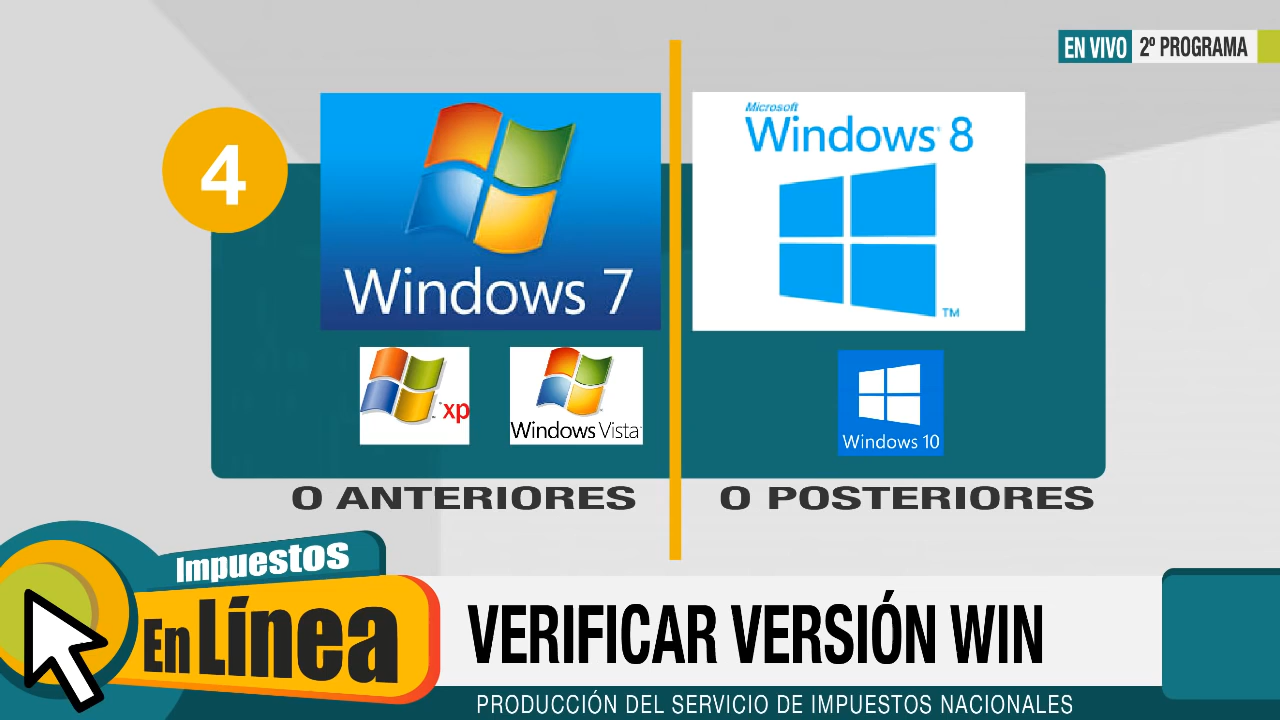 EN VIVO 2º PROGRAMA
4
Windows 7
Microsoft
Windows 8
TM
xp
Windows Vista
Windows 10
O ANTERIORES
O POSTERIORES
Impuestos
En Línea
VERIFICAR VERSIÓN WIN
PRODUCCIÓN DEL SERVICIO DE IMPUESTOS NACIONALES